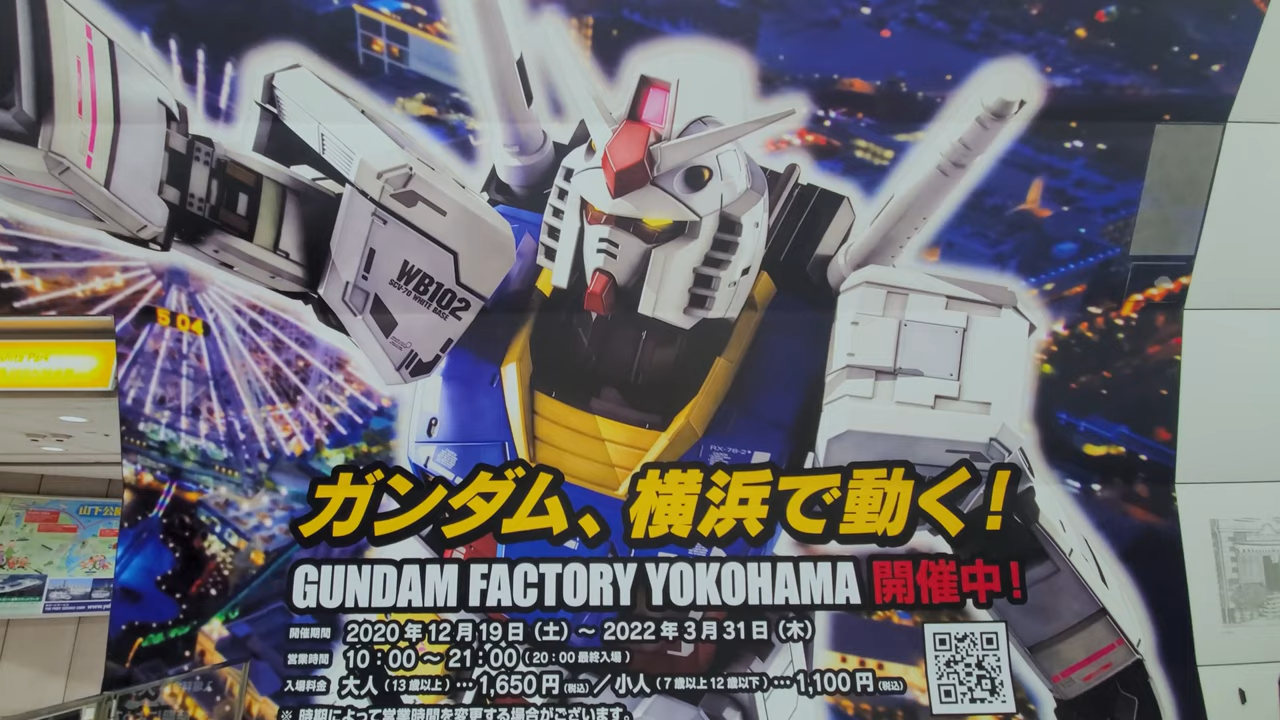 WB102
SCV-70 WHITE BASE
5 04
RX-78-2
山下公園
ガンダム、横浜で動く!
GUNDAM FACTORY YOKOHAMA 開催中!
開催期間 2020年12月19日(土)~2022年3月31日(木)
営業時間 10:00~21:00(20:00最終入場)
入場料金 大人(13歳以上)…1,650円(税込)/小人(7歳以上12歳以下)…1,100円(税込)
※ 時期によって営業時間を変更する場合がございます。